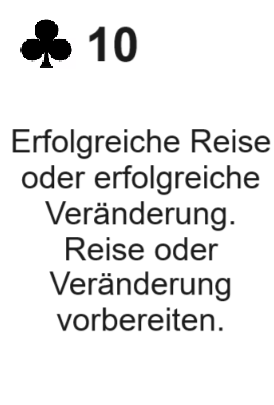 ♣ 10
Erfolgreiche Reise
oder erfolgreiche
Veränderung.
Reise oder
Veränderung
vorbereiten.